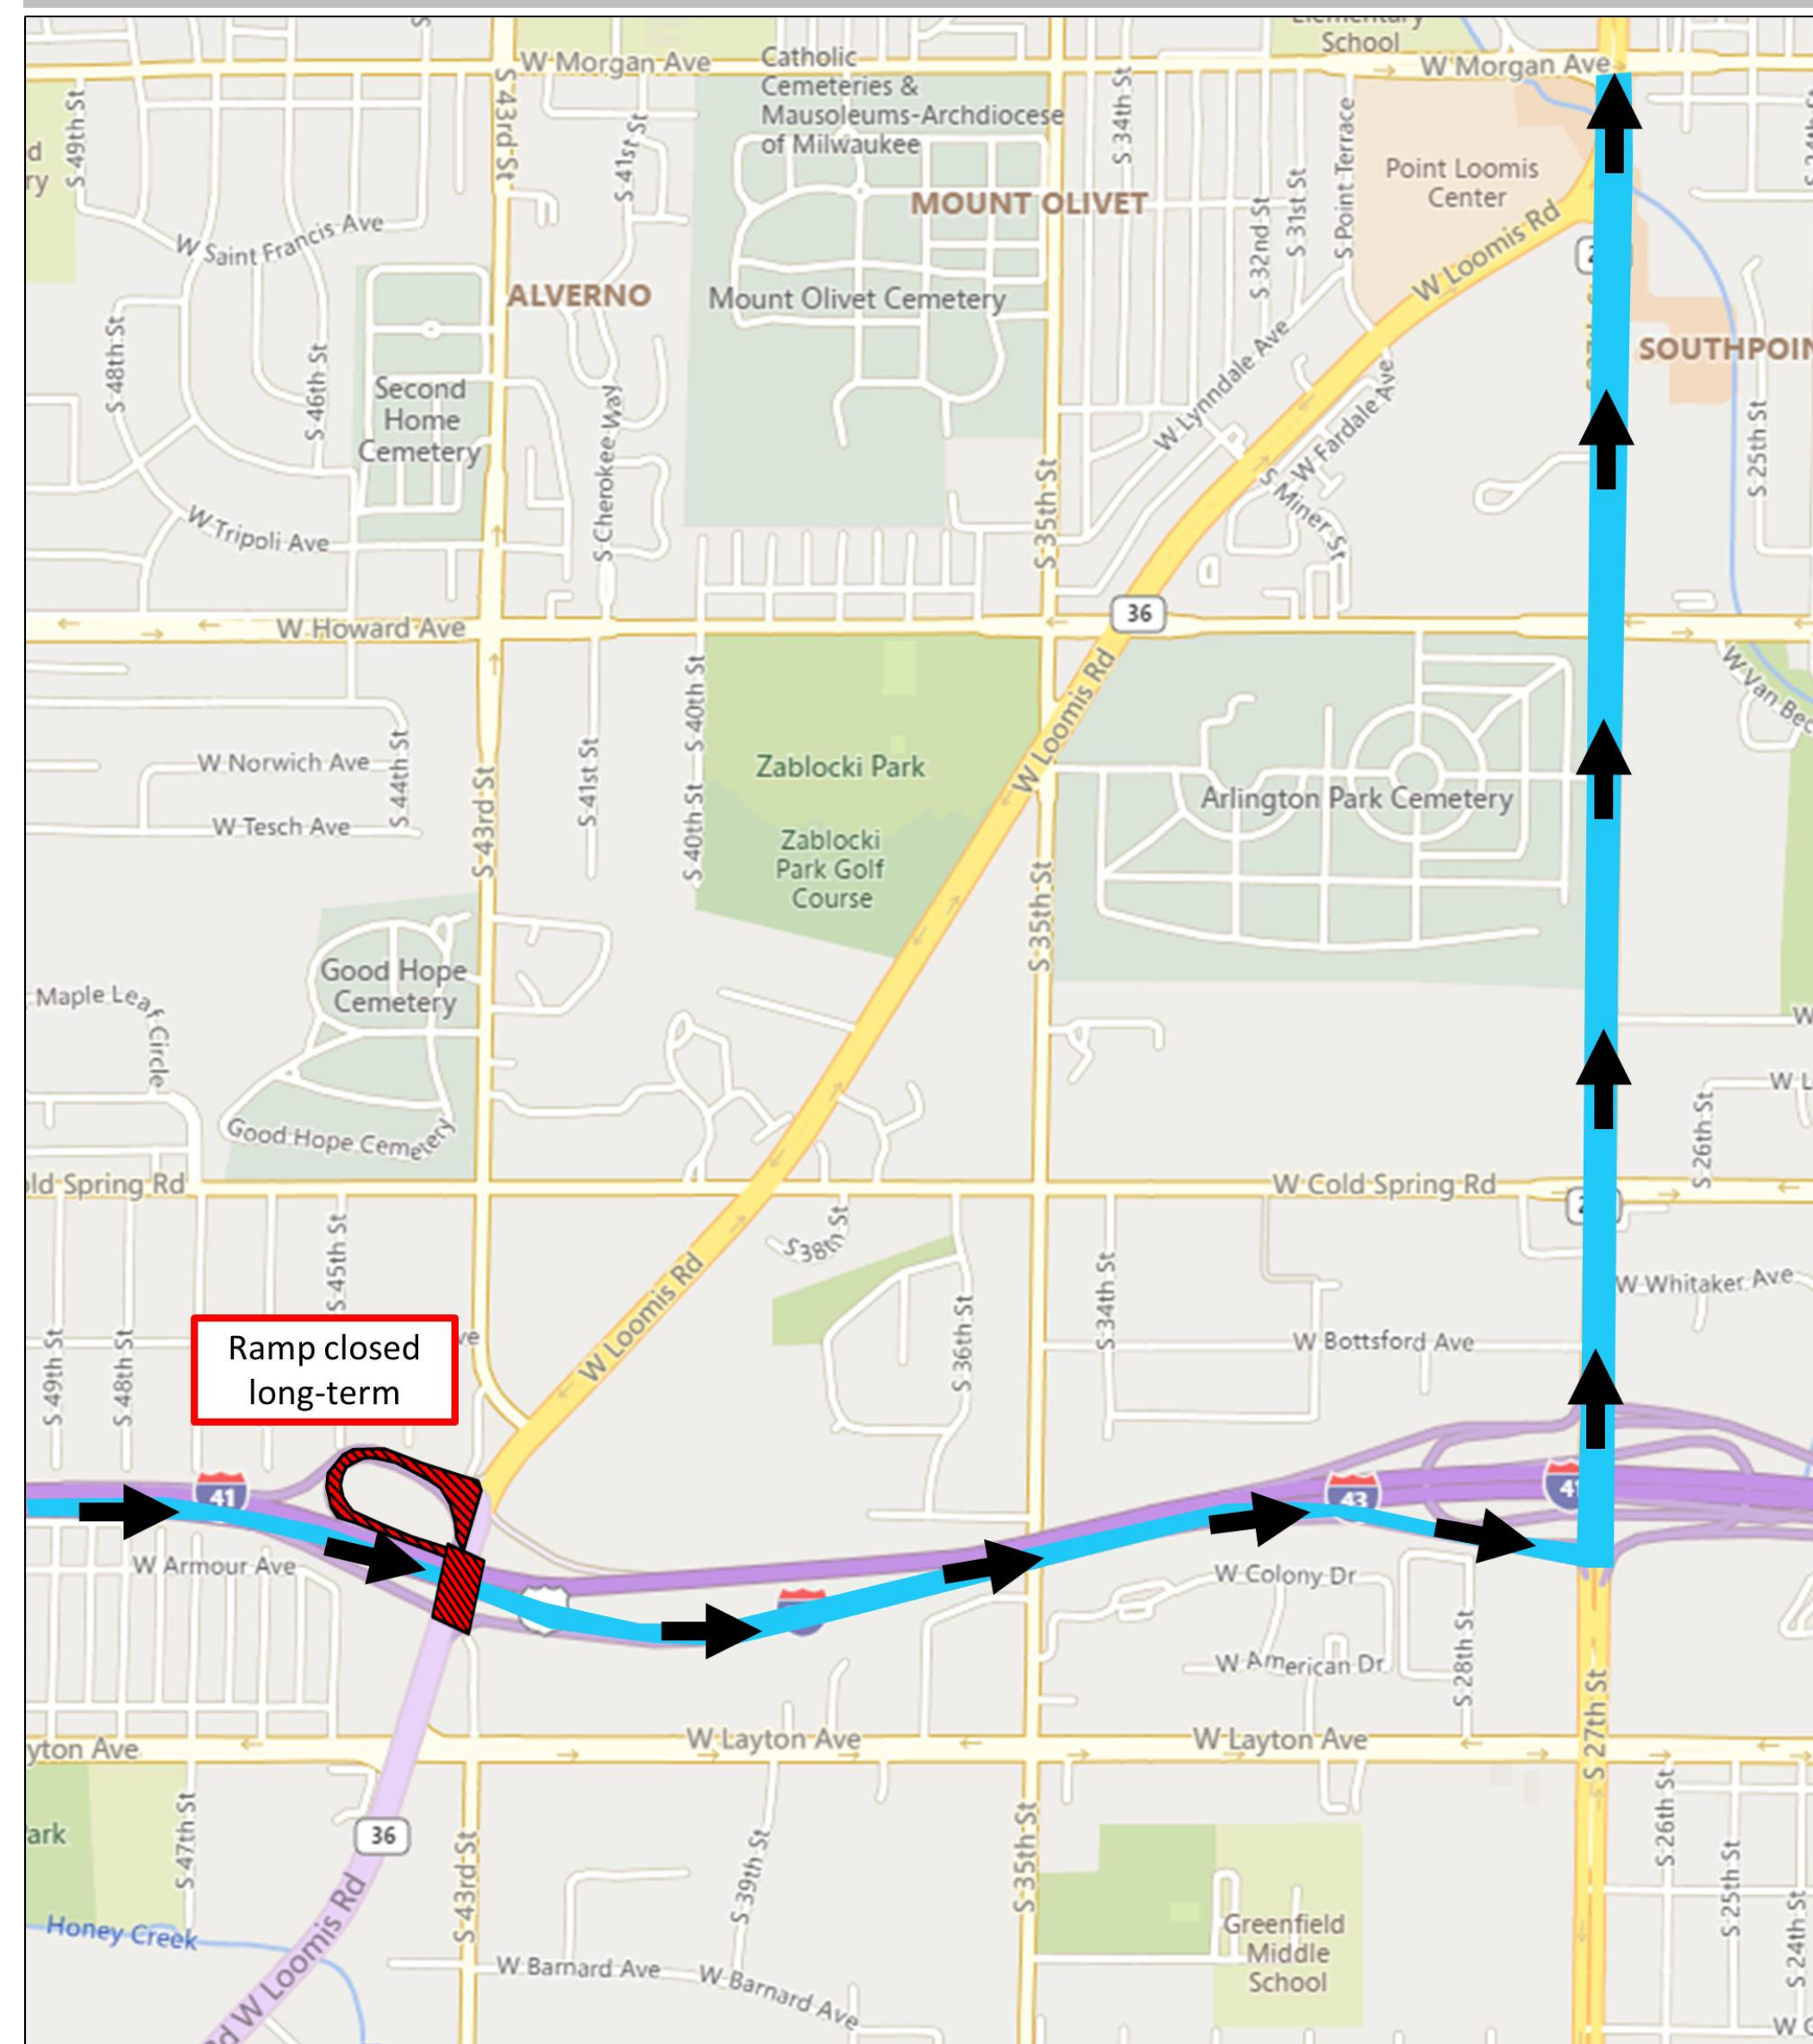 School
W Morgan Ave
Catholic
Cemeteries &
Mausoleums-Archdiocese
of Milwaukee
W Morgan Ave
S 49th St
S 43rd St
S 41st St
S 34th St
S Point Terrace
Point Loomis
Center
MOUNT OLIVET
S 32nd St
S 31st St
W Loomis Rd
W Saint Francis Ave
ALVERNO
Mount Olivet Cemetery
S 48th St
S 46th St
Second
Home
Cemetery
S Cherokee Way
W Lynndale Ave
W Fardale Ave
S Miner St
S 25th St
W Tripoli Ave
S 35th St
36
W Howard Ave
S 40th St
W Loomis Rd
W Norwich Ave
S 44th St
S 41st St
Zablocki Park
Arlington Park Cemetery
W Tesch Ave
S 43rd St
S 40th St
Zablocki
Park Golf
Course
S 35th St
Good Hope
Cemetery
Maple Leaf Circle
Good Hope Cemetery
S 26th St
W Cold Spring Rd
S 45th St
S 38th St
W Loomis Rd
S 36th St
S 34th St
W Whitaker Ave
W Bottsford Ave
Ramp closed
long-term
S 49th St
S 48th St
41
43
W Armour Ave
W Colony Dr
W American Dr
S 28th St
S 27th St
W Layton Ave
W Layton Ave
S 47th St
36
S 43rd St
S 39th St
S 35th St
S 26th St
S 25th St
S 24th St
Honey Creek
W Loomis Rd
W Barnard Ave
W Barnard Ave
Greenfield
Middle
School